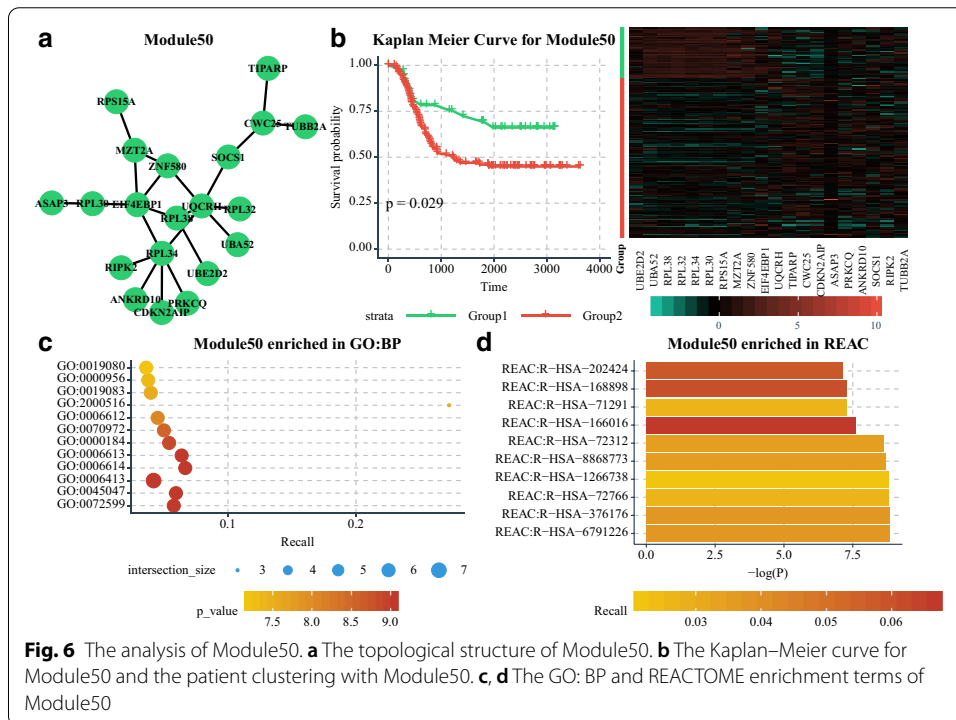 a
Module50
TIPARP
RPS15A
CWC25
TUBB2A
MZT2A
SOCS1
ZNF580
ASAP3
RPL30
EIF4EBP1
UQCRH
RPL32
RPL38
UBA52
RPL34
RIPK2
UBE2D2
ANKRD10
PRKCQ
CDKN2AIP
b
Kaplan Meier Curve for Module50
Survival probability
1.00
0.75
0.50
0.25
0.00
p = 0.029
0 1000 2000 3000 4000
Time
strata Group1 Group2
Group
UBE2D2
UBA52
RPL38
RPL32
RPL34
RPL30
RPS15A
MZT2A
ZNF580
EIF4EBP1
UQCRH
TIPARP
CWC25
CDKN2AIP
ASAP3
PRKCQ
ANKRD10
SOCS1
RIPK2
TUBB2A
0 5 10
c
Module50 enriched in GO:BP
GO:0019080
GO:0000956
GO:0019083
GO:2000516
GO:0006612
GO:0070972
GO:0000184
GO:0006613
GO:0006614
GO:0006413
GO:0045047
GO:0072599
0.1 0.2
Recall
intersection_size 3 4 5 6 7
p_value
7.5 8.0 8.5 9.0
d
Module50 enriched in REAC
REAC:R−HSA−202424
REAC:R−HSA−168898
REAC:R−HSA−71291
REAC:R−HSA−166016
REAC:R−HSA−72312
REAC:R−HSA−8868773
REAC:R−HSA−1266738
REAC:R−HSA−72766
REAC:R−HSA−376176
REAC:R−HSA−6791226
0.0 2.5 5.0 7.5
−log(P)
Recall
0.03 0.04 0.05 0.06
Fig. 6 The analysis of Module50. a The topological structure of Module50. b The Kaplan–Meier curve for
Module50 and the patient clustering with Module50. c, d The GO: BP and REACTOME enrichment terms of
Module50